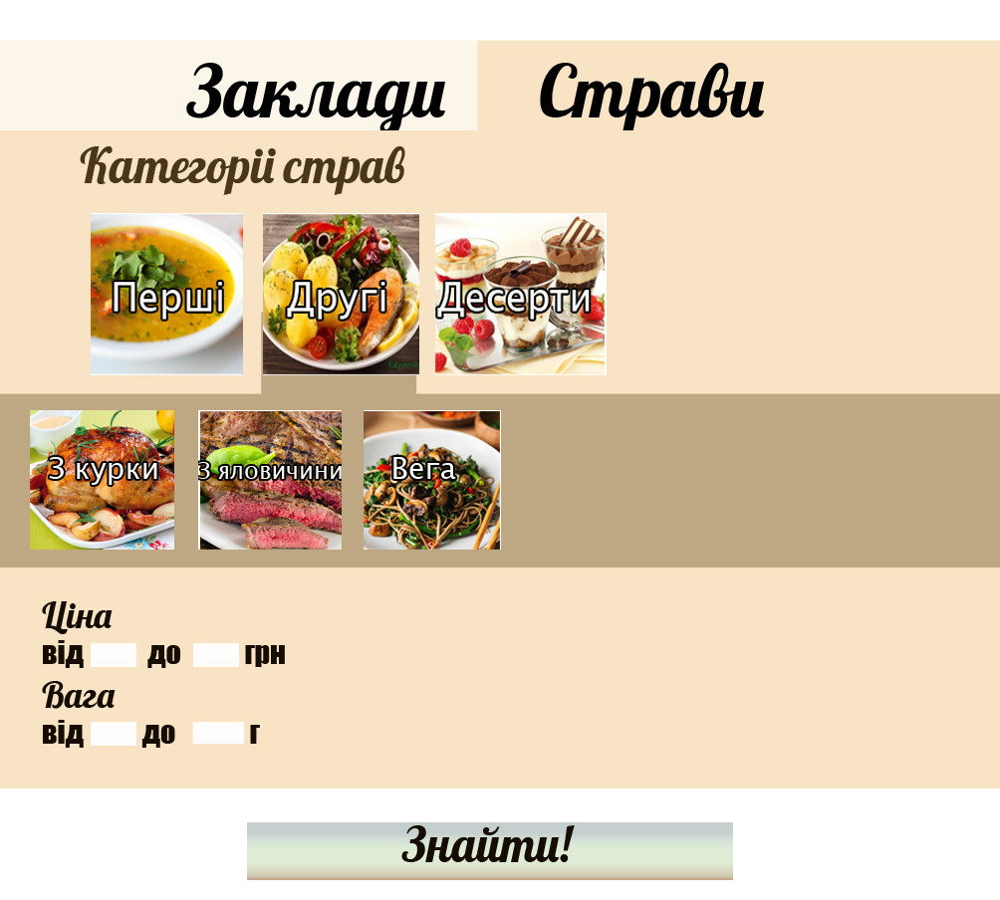 Заклади Страви
Категорії страв
Перші Другі Десерти
З курки З яловичини Вега
Ціна
від до грн
Вага
від до г
Знайти!